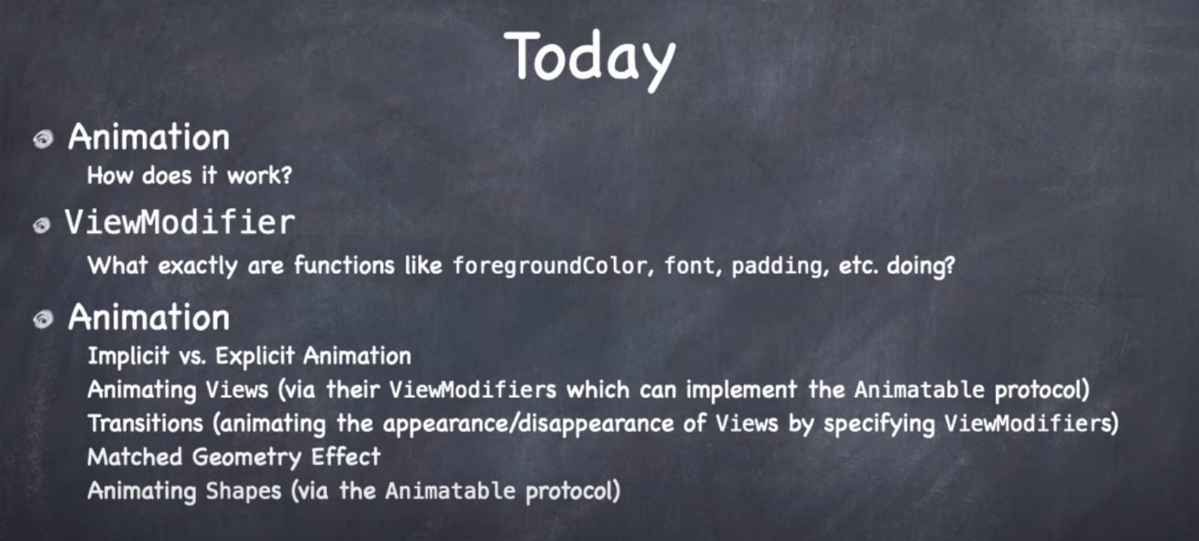 Today
Animation
How does it work?
ViewModifier
What exactly are functions like foregroundColor, font, padding, etc. doing?
Animation
Implicit vs. Explicit Animation
Animating Views (via their ViewModifiers which can implement the Animatable protocol)
Transitions (animating the appearance/disappearance of Views by specifying ViewModifiers)
Matched Geometry Effect
Animating Shapes (via the Animatable protocol)